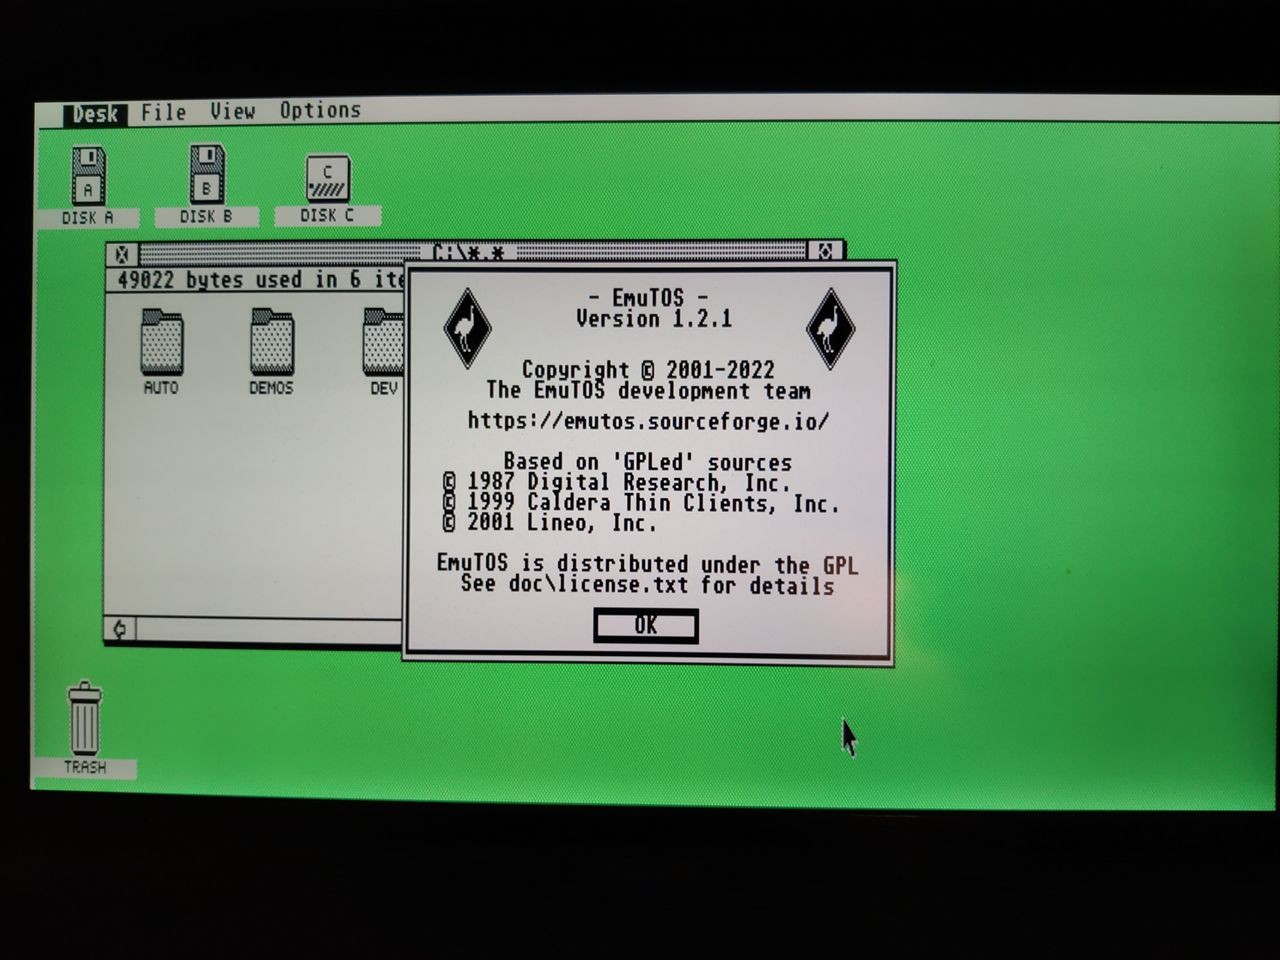 Desk File View Options
A B C
DISK A DISK B DISK C
C:\*.*
49022 bytes used in 6 ite
AUTO DEMOS DEV
- EmuTOS -
Version 1.2.1
Copyright © 2001-2022
The EmuTOS development team
https://emutos.sourceforge.io/
Based on 'GPLed' sources
© 1987 Digital Research, Inc.
© 1999 Caldera Thin Clients, Inc.
© 2001 Lineo, Inc.
EmuTOS is distributed under the GPL
See doc\license.txt for details
OK
TRASH